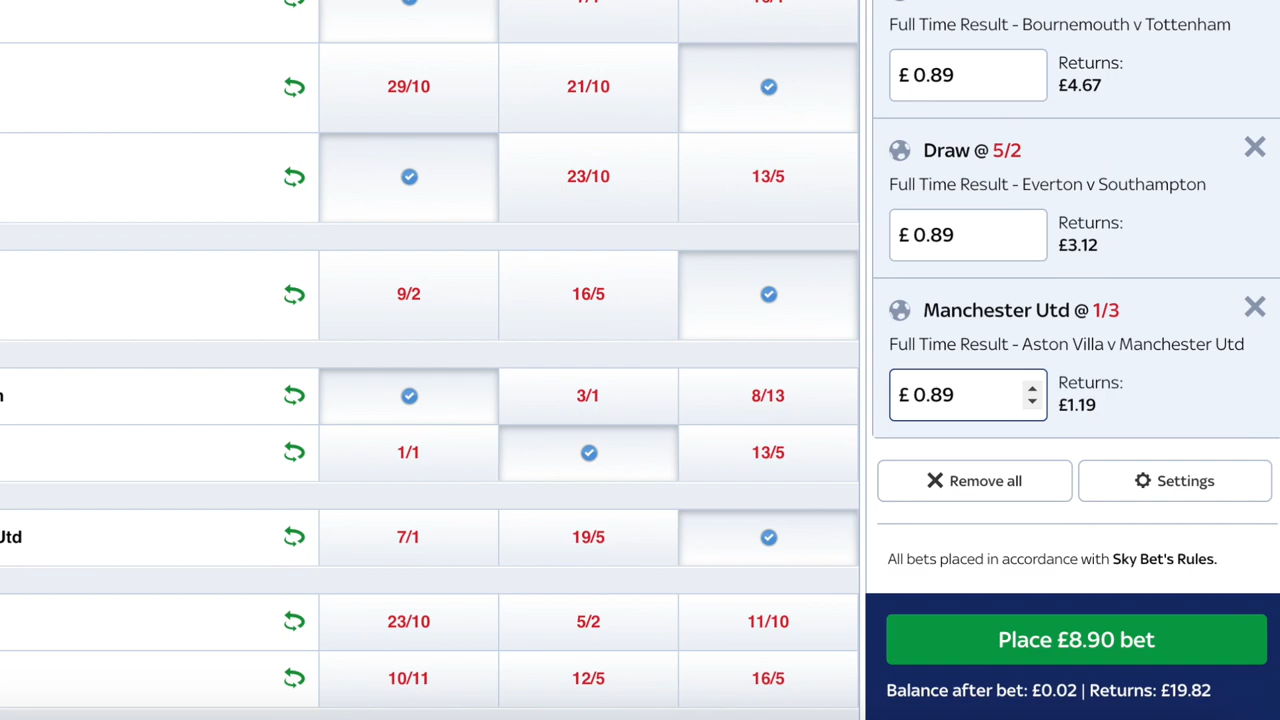 29/10 21/10
23/10 13/5
9/2 16/5
3/1 8/13
1/1 13/5
Utd 7/1 19/5
23/10 5/2 11/10
10/11 12/5 16/5
Full Time Result - Bournemouth v Tottenham
£ 0.89
Returns:
£4.67
Draw @ 5/2
Full Time Result - Everton v Southampton
£ 0.89
Returns:
£3.12
Manchester Utd @ 1/3
Full Time Result - Aston Villa v Manchester Utd
£ 0.89
Returns:
£1.19
Remove all
Settings
All bets placed in accordance with Sky Bet's Rules.
Place £8.90 bet
Balance after bet: £0.02 | Returns: £19.82